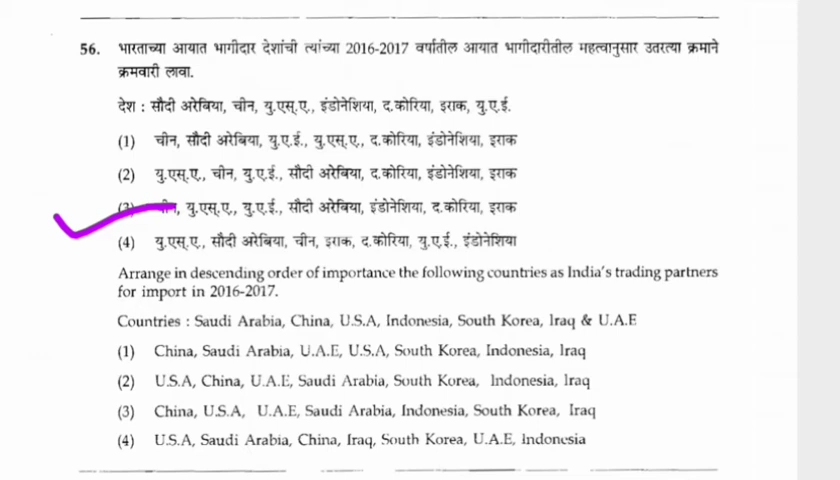 56. भारताच्या आयात भागीदार देशांची त्यांच्या 2016-2017 वर्षातील आयात भागीदारीतील महत्वानुसार उतरत्या क्रमाने
क्रमवारी लावा.
देश : सौदी अरेबिया, चीन, यु.एस्.ए., इंडोनेशिया, द.कोरिया, इराक, यु.ए.ई.
(1) चीन, सौदी अरेबिया, यु.ए.ई., यु.एस्.ए., द.कोरिया, इंडोनेशिया, इराक
(2) यु.एस्.ए., चीन, यु.ए.ई., सौदी अरेबिया, द.कोरिया, इंडोनेशिया, इराक
(3) चीन, यु.एस्.ए., यु.ए.ई., सौदी अरेबिया, इंडोनेशिया, द.कोरिया, इराक
(4) यु.एस्.ए., सौदी अरेबिया, चीन, इराक, द.कोरिया, यु.ए.ई., इंडोनेशिया
Arrange in descending order of importance the following countries as India's trading partners
for import in 2016-2017.
Countries : Saudi Arabia, China, U.S.A, Indonesia, South Korea, Iraq & U.A.E
(1) China, Saudi Arabia, U.A.E, U.S.A, South Korea, Indonesia, Iraq
(2) U.S.A, China, U.A.E, Saudi Arabia, South Korea, Indonesia, Iraq
(3) China, U.S.A, U.A.E, Saudi Arabia, Indonesia, South Korea, Iraq
(4) U.S.A, Saudi Arabia, China, Iraq, South Korea, U.A.E, Indonesia